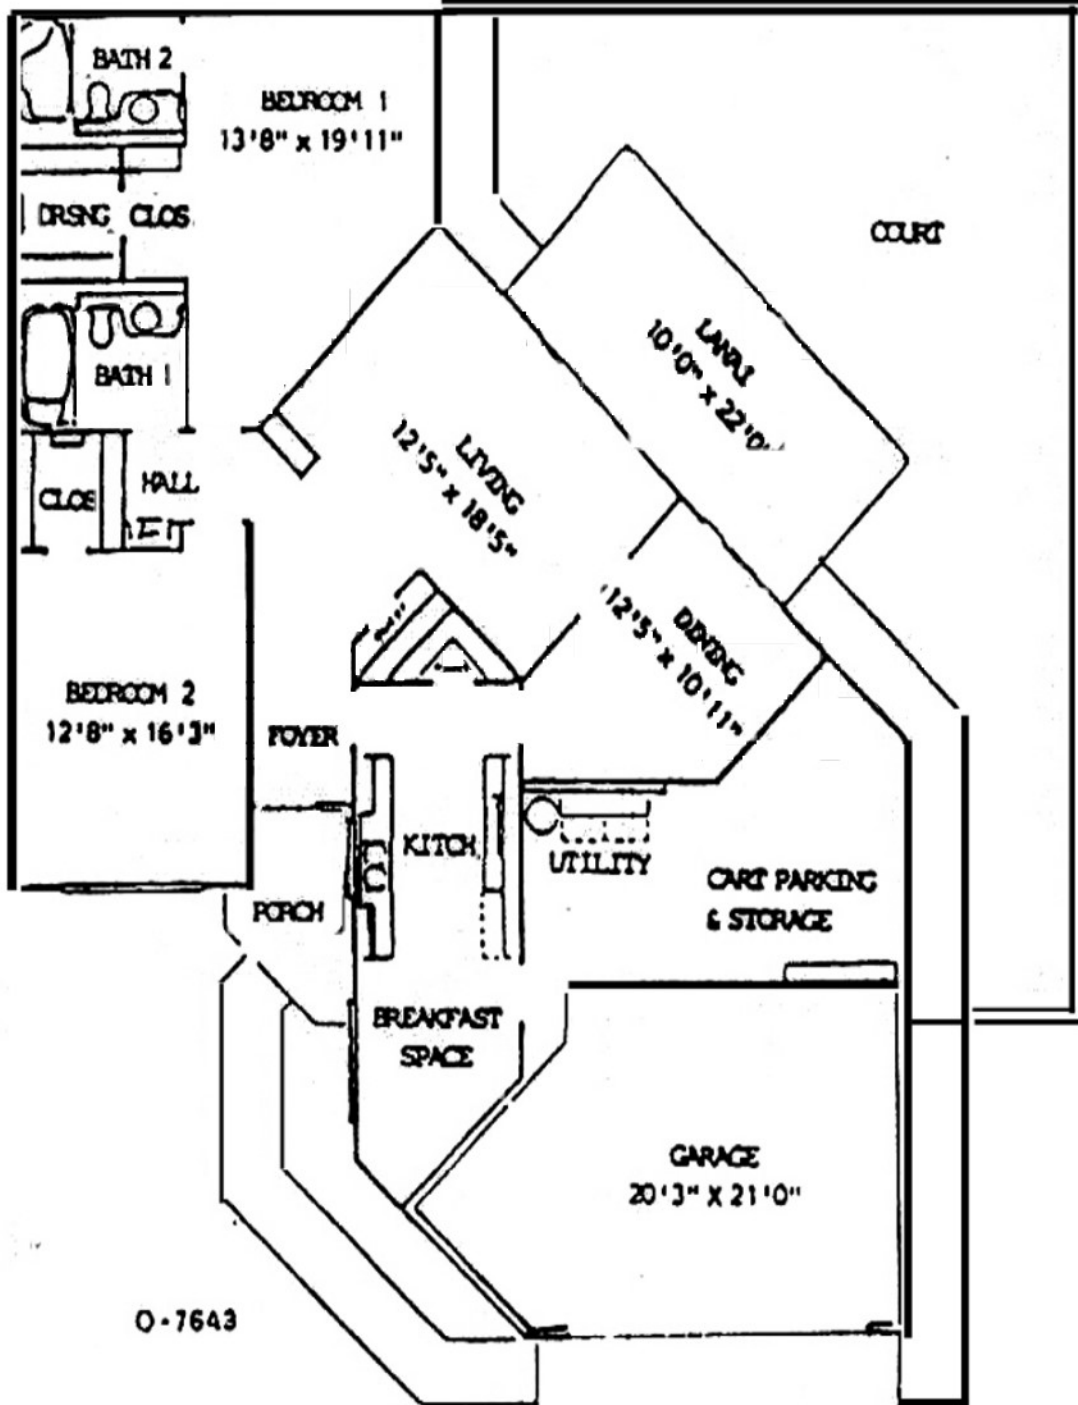 BATH 2
BEDROOM 1
13'8" x 19'11"
DRSNG
CLOS
COURT
LANAI
10'0" x 22'0"
BATH 1
LIVING
12'5" x 18'5"
CLOS
HALL
DINING
12'5" x 10'11"
BEDROOM 2
12'8" x 16'3"
FOYER
KITCH
UTILITY
CART PARKING
& STORAGE
PORCH
BREAKFAST
SPACE
GARAGE
20'3" X 21'0"
O-7643